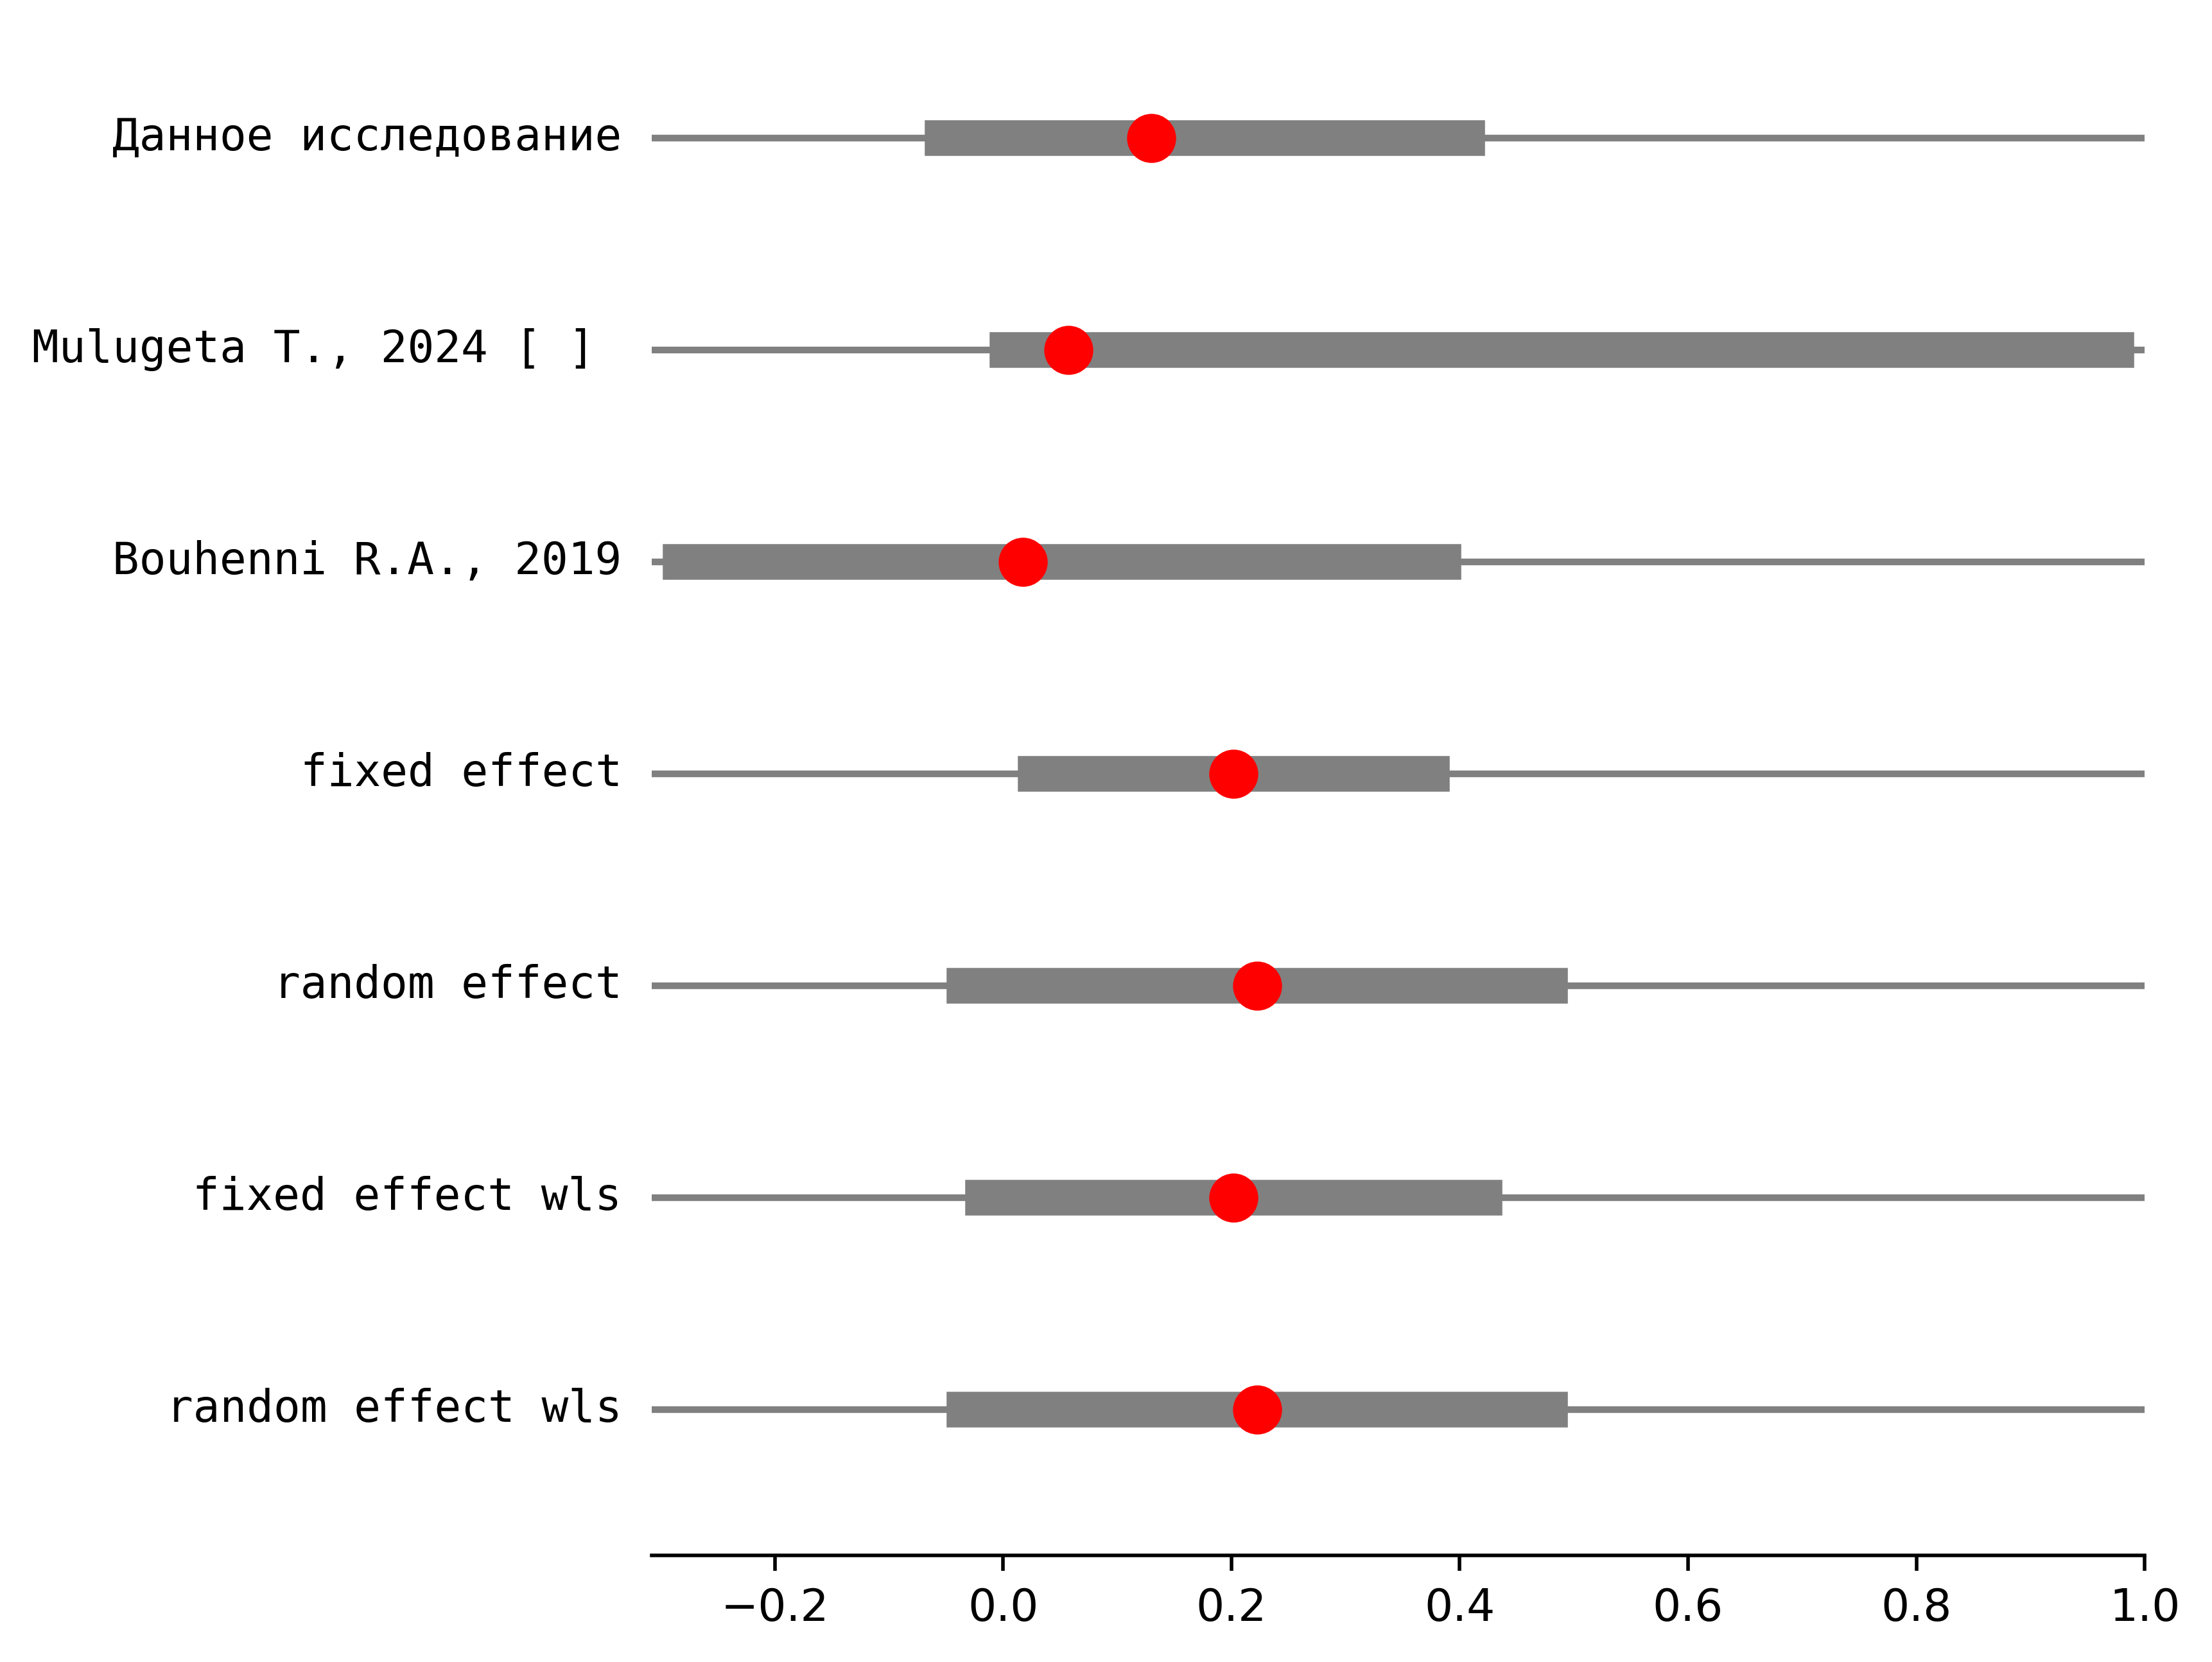 Данное исследование
Mulugeta T., 2024 [ ]
Bouhenni R.A., 2019
fixed effect
random effect
fixed effect wls
random effect wls
−0.2 0.0 0.2 0.4 0.6 0.8 1.0